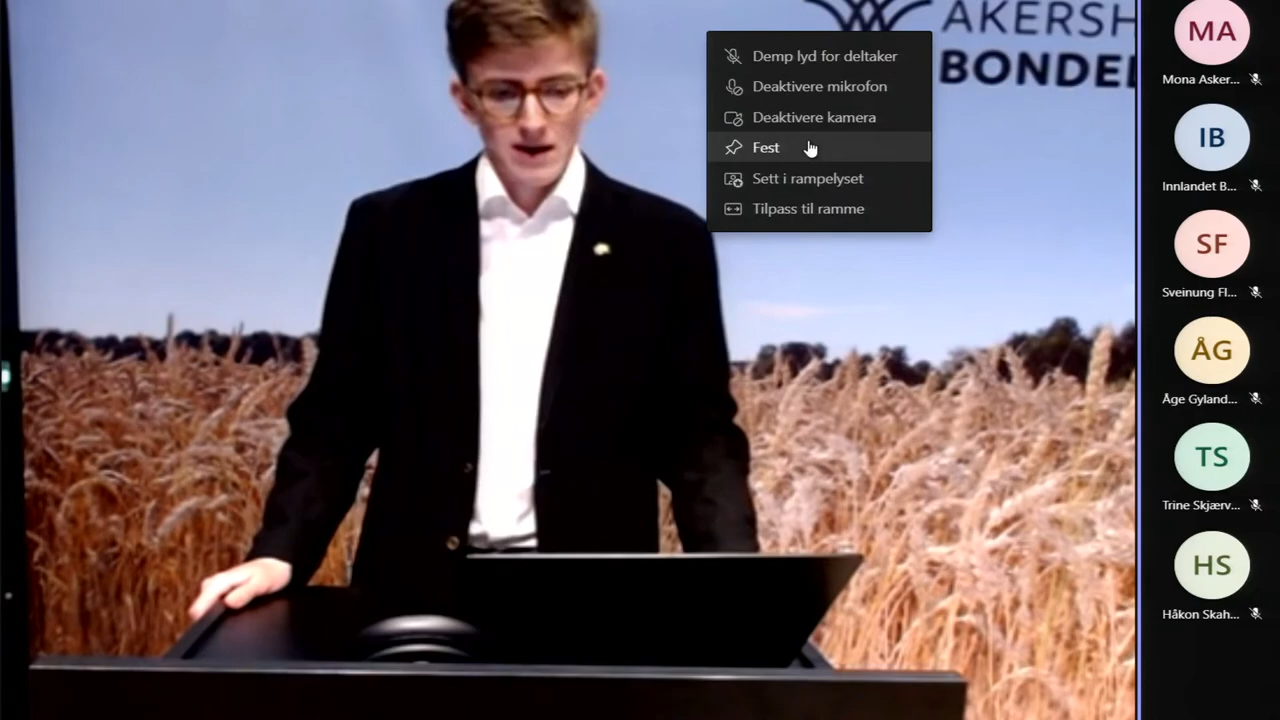 AKERSH
BONDEL
Demp lyd for deltaker
Deaktivere mikrofon
Deaktivere kamera
Fest
Sett i rampelyset
Tilpass til ramme
MA
Mona Asker...
IB
Innlandet B...
SF
Sveinung Fl...
ÅG
Åge Gyland...
TS
Trine Skjærv...
HS
Håkon Skah...